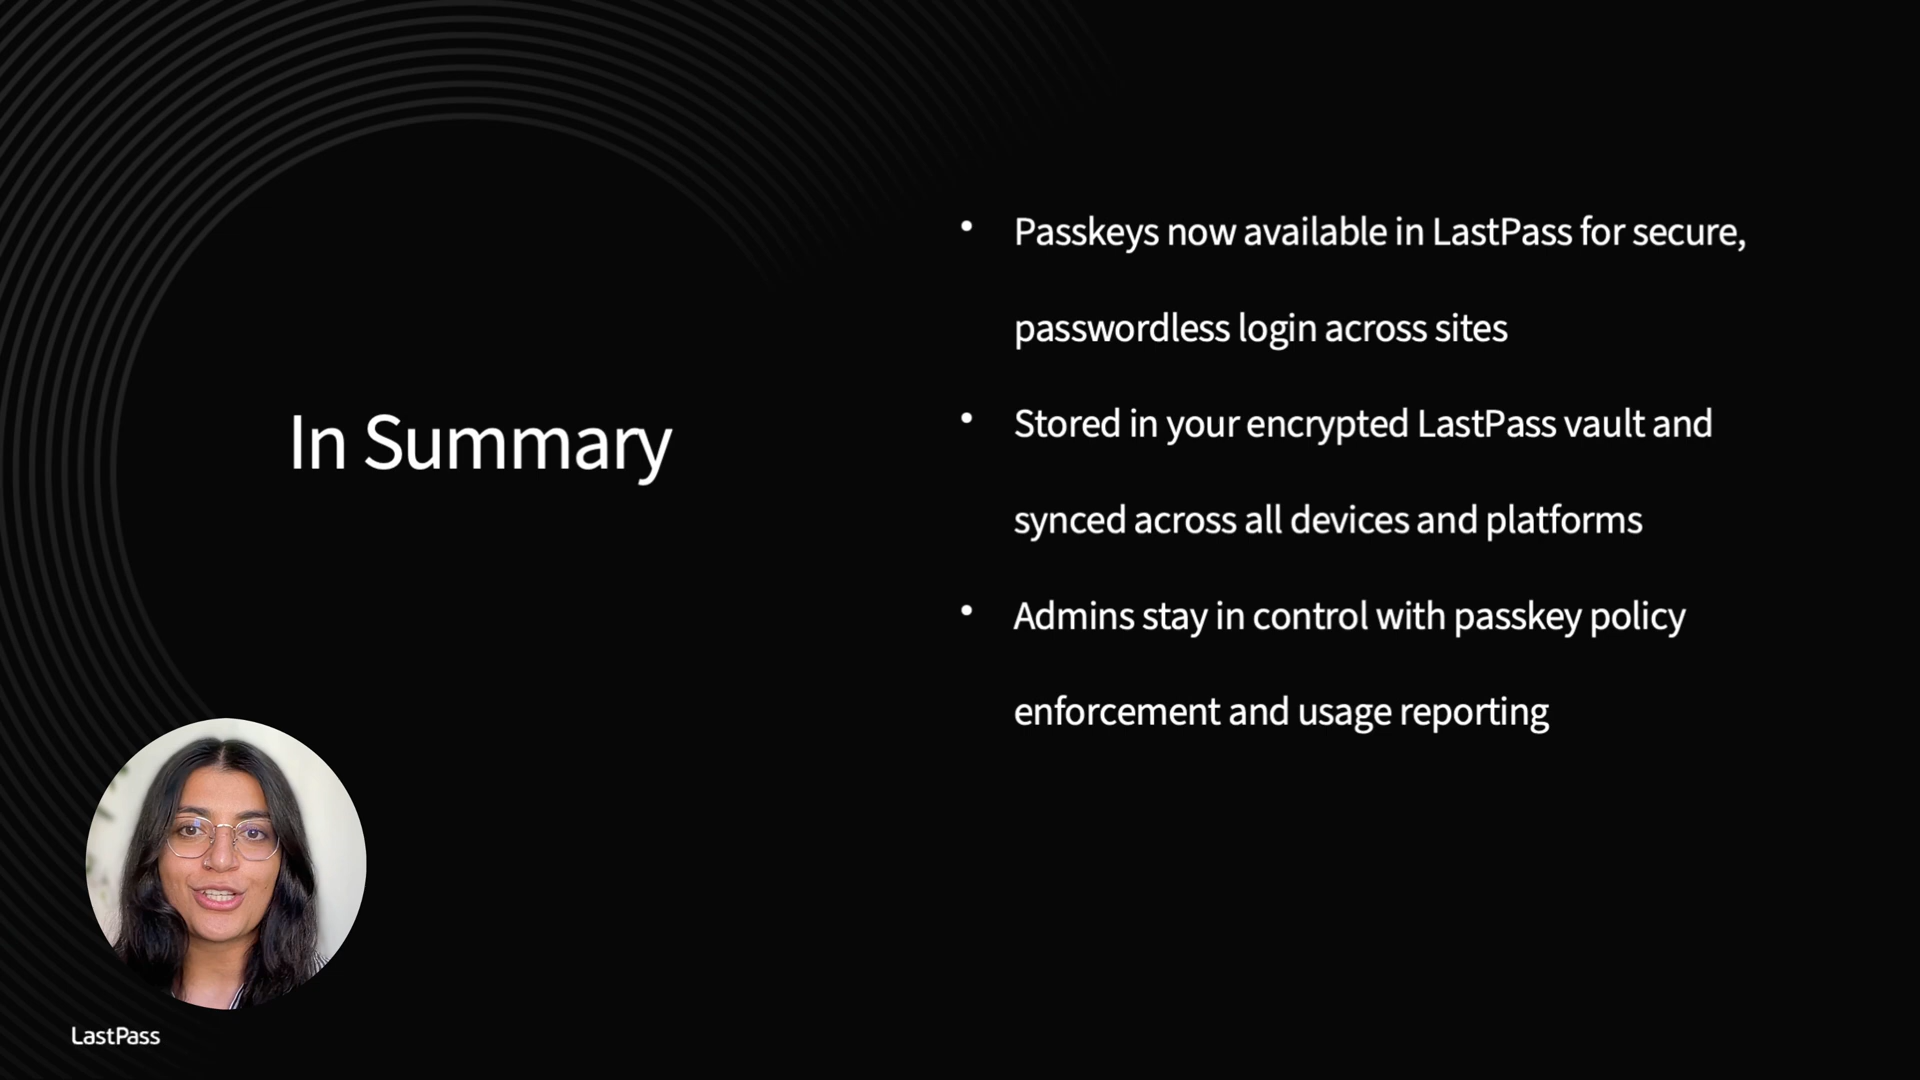 In Summary
• Passkeys now available in LastPass for secure,
passwordless login across sites
• Stored in your encrypted LastPass vault and
synced across all devices and platforms
• Admins stay in control with passkey policy
enforcement and usage reporting
LastPass